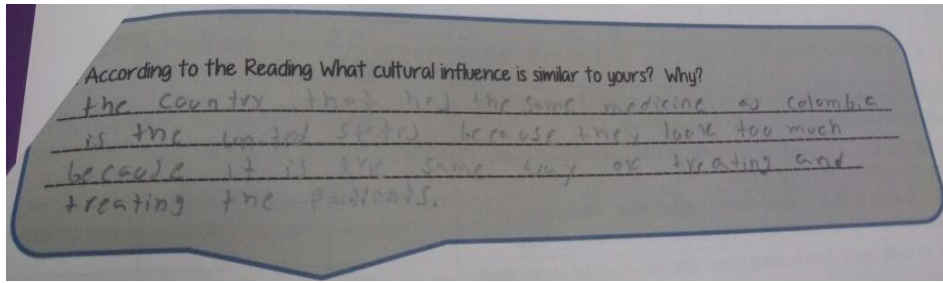 According to the Reading What cultural influence is similar to yours? Why?
the country that has the same medicine as Colombia
is the United States because they look too much
because it is the same way of treating and
treating the patients.